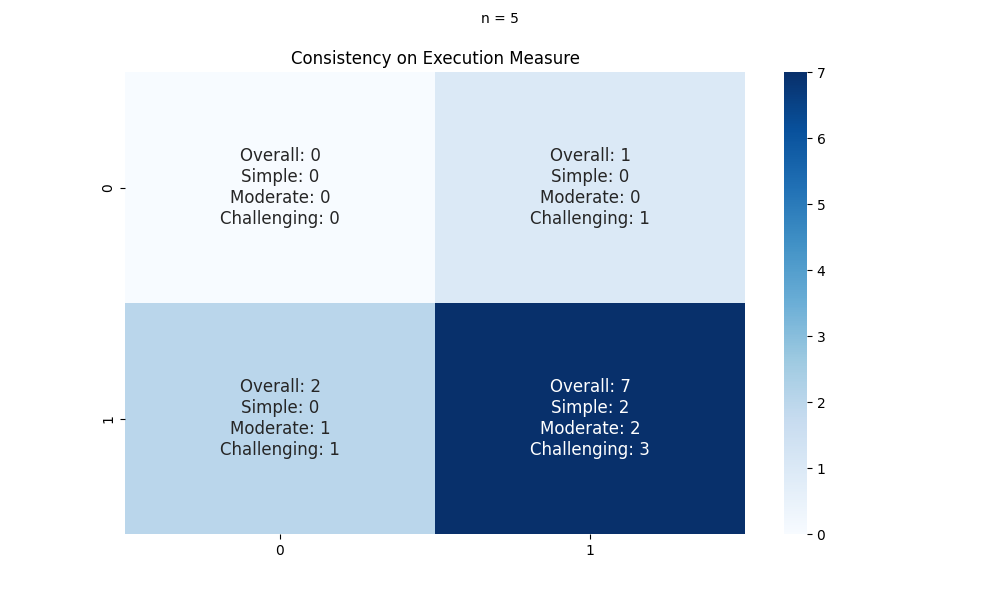 n = 5
Consistency on Execution Measure
0
Overall: 0
Simple: 0
Moderate: 0
Challenging: 0
Overall: 1
Simple: 0
Moderate: 0
Challenging: 1
1
Overall: 2
Simple: 0
Moderate: 1
Challenging: 1
Overall: 7
Simple: 2
Moderate: 2
Challenging: 3
0
1
7
6
5
4
3
2
1
0